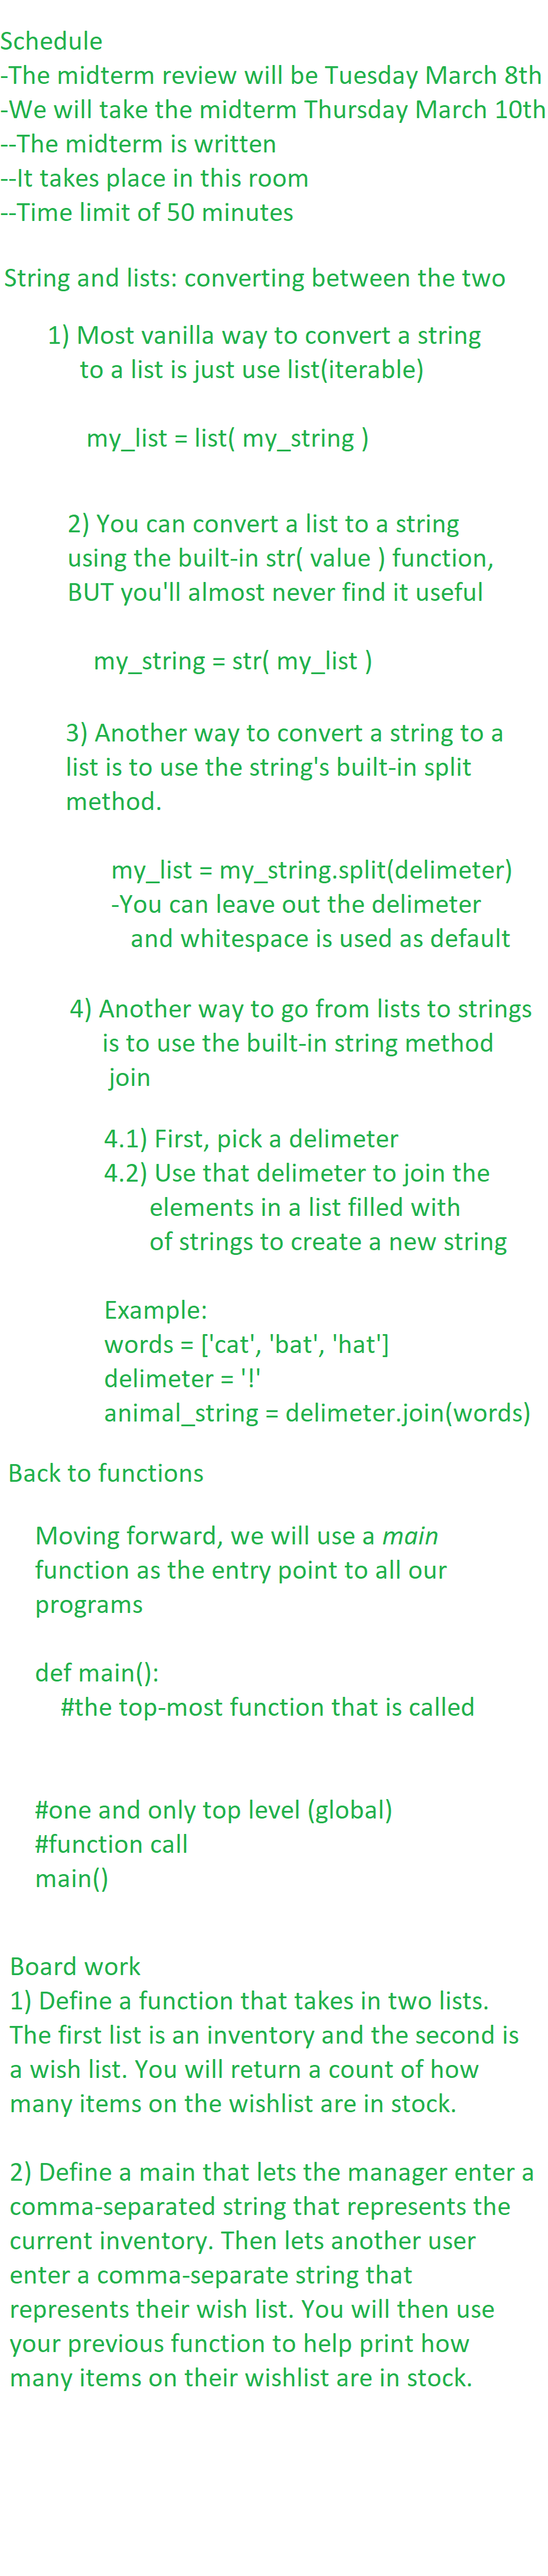 Schedule
-The midterm review will be Tuesday March 8th
-We will take the midterm Thursday March 10th
--The midterm is written
--It takes place in this room
--Time limit of 50 minutes
String and lists: converting between the two
1) Most vanilla way to convert a string
to a list is just use list(iterable)
my_list = list( my_string )
2) You can convert a list to a string
using the built-in str( value ) function,
BUT you'll almost never find it useful
my_string = str( my_list )
3) Another way to convert a string to a
list is to use the string's built-in split
method.
my_list = my_string.split(delimeter)
-You can leave out the delimeter
and whitespace is used as default
4) Another way to go from lists to strings
is to use the built-in string method
join
4.1) First, pick a delimeter
4.2) Use that delimeter to join the
elements in a list filled with
of strings to create a new string
Example:
words = ['cat', 'bat', 'hat']
delimeter = '!'
animal_string = delimeter.join(words)
Back to functions
Moving forward, we will use a main
function as the entry point to all our
programs
def main():
#the top-most function that is called
#one and only top level (global)
#function call
main()
Board work
1) Define a function that takes in two lists.
The first list is an inventory and the second is
a wish list. You will return a count of how
many items on the wishlist are in stock.
2) Define a main that lets the manager enter a
comma-separated string that represents the
current inventory. Then lets another user
enter a comma-separate string that
represents their wish list. You will then use
your previous function to help print how
many items on their wishlist are in stock.